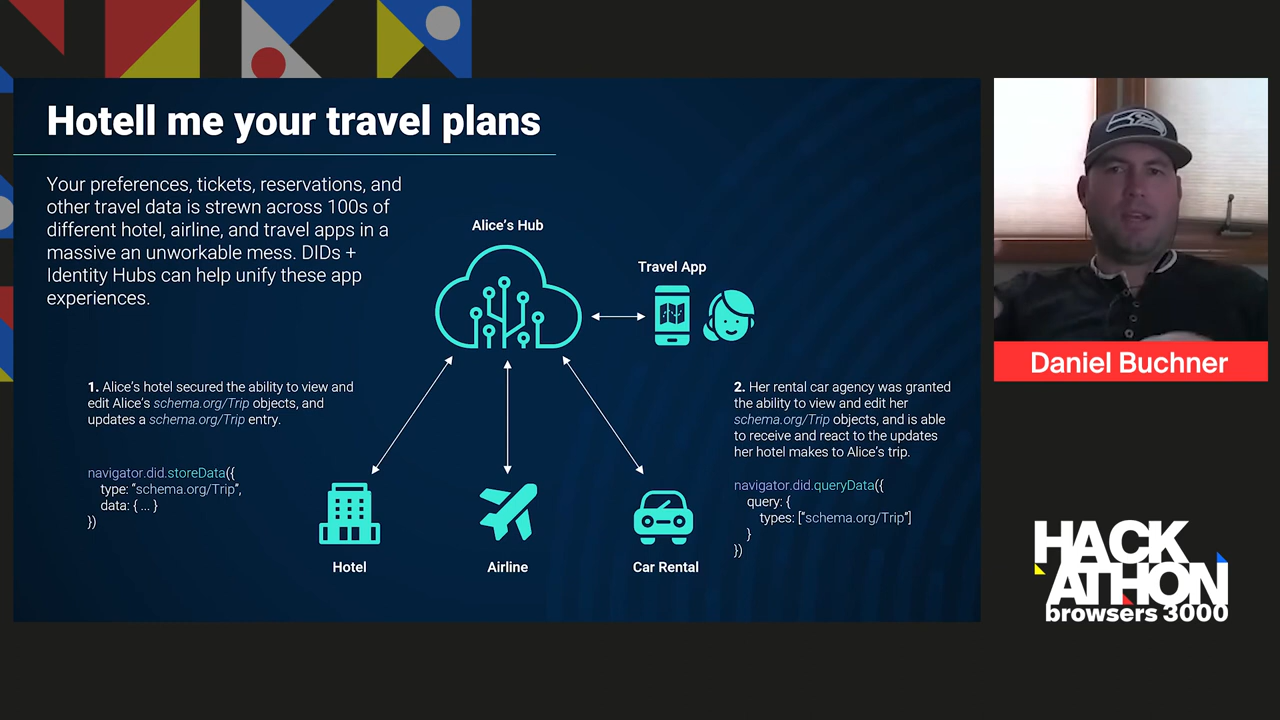 Hotell me your travel plans
Your preferences, tickets, reservations, and
other travel data is strewn across 100s of
different hotel, airline, and travel apps in a
massive an unworkable mess. DIDs +
Identity Hubs can help unify these app
experiences.
Alice's Hub
Travel App
1. Alice's hotel secured the ability to view and
edit Alice's schema.org/Trip objects, and
updates a schema.org/Trip entry.
navigator.did.storeData({
type: “schema.org/Trip”,
data: { ... }
})
2. Her rental car agency was granted
the ability to view and edit her
schema.org/Trip objects, and is able
to receive and react to the updates
her hotel makes to Alice's trip.
navigator.did.queryData({
query: {
types: [“schema.org/Trip”]
}
})
Hotel
Airline
Car Rental
Daniel Buchner
HACK
ATHON
browsers 3000